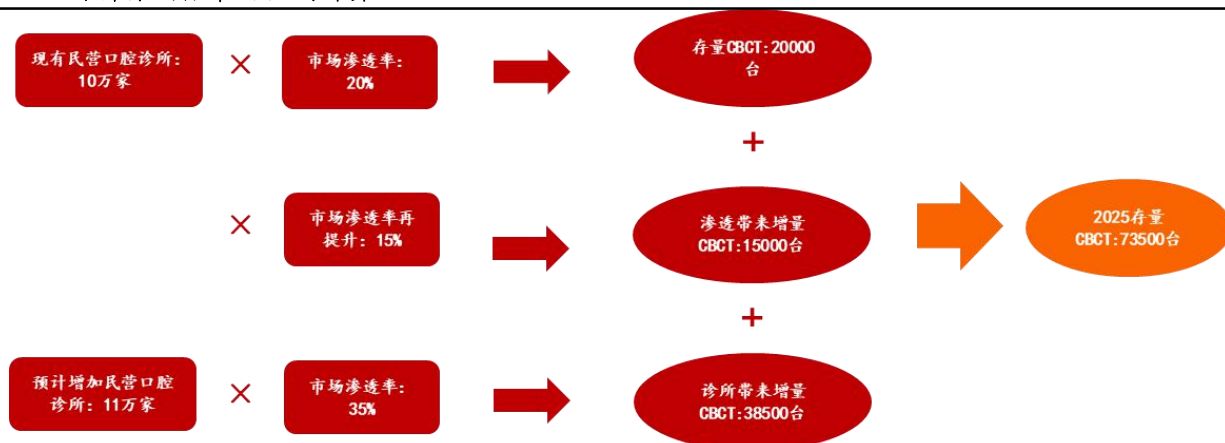 现有民营口腔诊所：
10万家
×
市场渗透率：
20%
存量CBCT:20000
台
+
×
市场渗透率再
提升：15%
渗透带来增量
CBCT:15000台
2025存量
CBCT:73500台
+
预计增加民营口腔
诊所：11万家
×
市场渗透率：
35%
诊所带来增量
CBCT:38500台